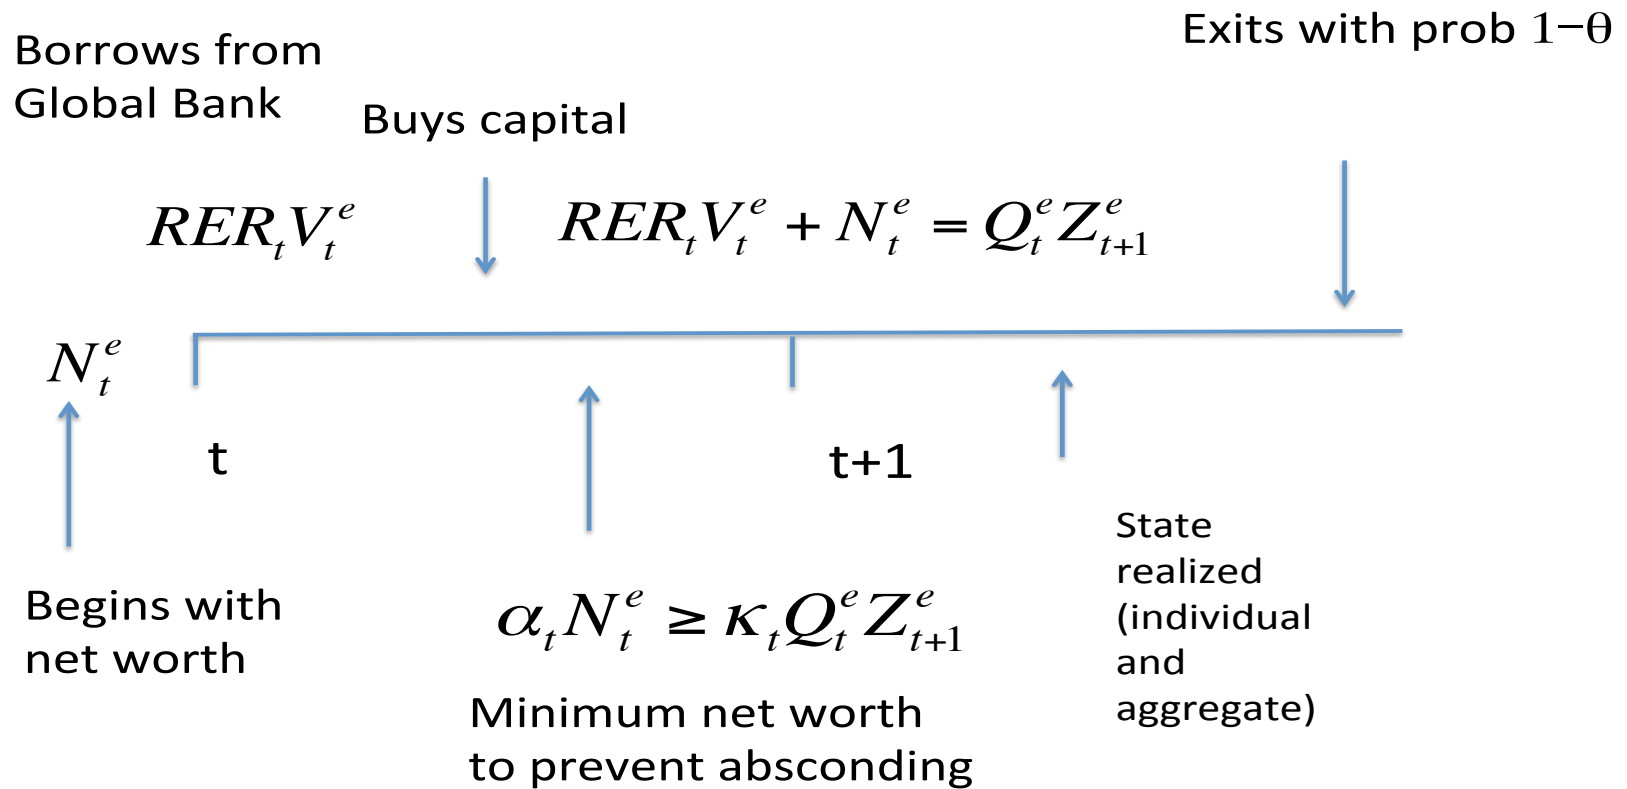 Exits with prob 1−θ
Borrows from
Global Bank
Buys capital
RER_t V_t^e
RER_t V_t^e + N_t^e = Q_t^e Z_{t+1}^e
N_t^e
t
t+1
Begins with
net worth
α_t N_t^e ≥ κ_t Q_t^e Z_{t+1}^e
Minimum net worth
to prevent absconding
State
realized
(individual
and
aggregate)